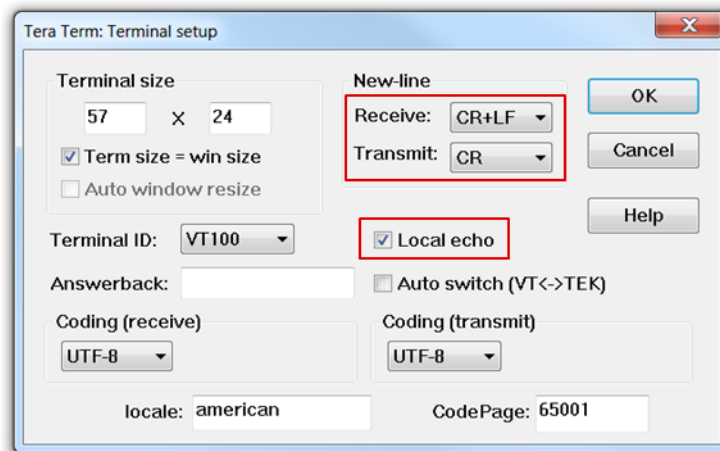 Tera Term: Terminal setup
Terminal size
57 X 24
Term size = win size
Auto window resize
New-line
Receive: CR+LF
Transmit: CR
OK
Cancel
Help
Terminal ID: VT100
Local echo
Answerback:
Auto switch (VT<->TEK)
Coding (receive)
UTF-8
Coding (transmit)
UTF-8
locale: american
CodePage: 65001